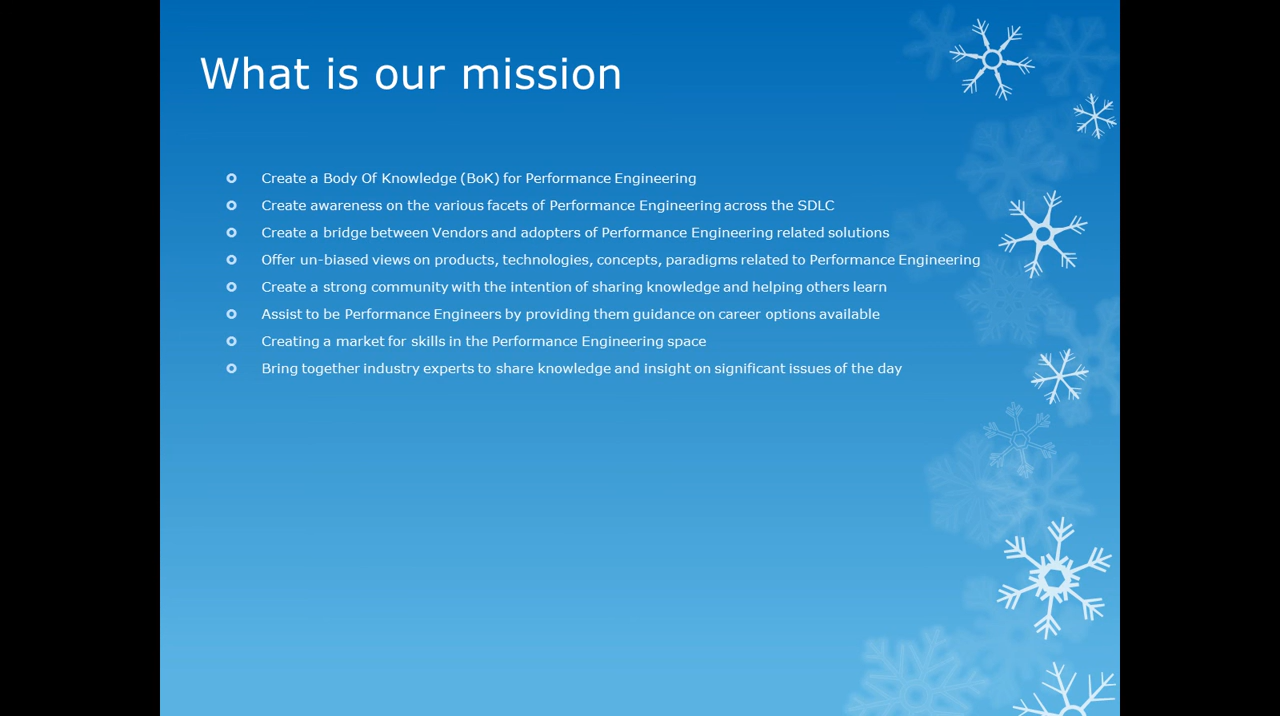 What is our mission
Create a Body Of Knowledge (BoK) for Performance Engineering
Create awareness on the various facets of Performance Engineering across the SDLC
Create a bridge between Vendors and adopters of Performance Engineering related solutions
Offer un-biased views on products, technologies, concepts, paradigms related to Performance Engineering
Create a strong community with the intention of sharing knowledge and helping others learn
Assist to be Performance Engineers by providing them guidance on career options available
Creating a market for skills in the Performance Engineering space
Bring together industry experts to share knowledge and insight on significant issues of the day